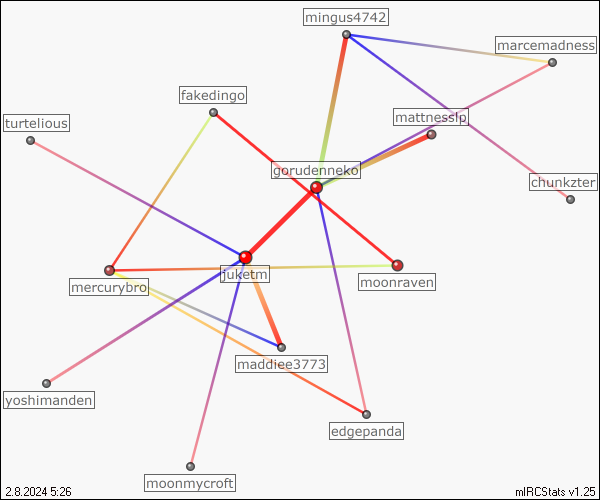 mingus4742
marcemadness
fakedingo
mattnesslp
turtelious
gorudenneko
chunkzter
juketm
mercurybro
moonraven
maddiee3773
yoshimanden
edgepanda
moonmycroft
2.8.2024 5:26
mIRCStats v1.25